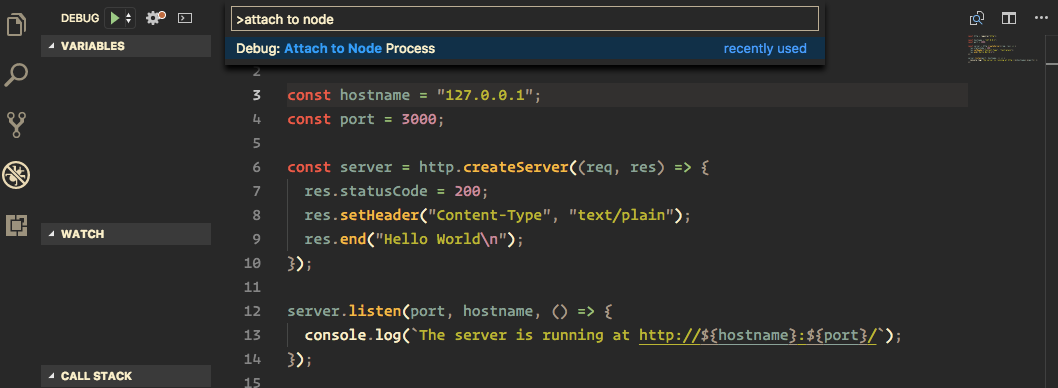 DEBUG
>attach to node
Debug: Attach to Node Process recently used
VARIABLES
2
3 const hostname = "127.0.0.1";
4 const port = 3000;
5
6 const server = http.createServer((req, res) => {
7 res.statusCode = 200;
8 res.setHeader("Content-Type", "text/plain");
WATCH
9 res.end("Hello World\n");
10 });
11
12 server.listen(port, hostname, () => {
13 console.log(`The server is running at http://${hostname}:${port}/`);
14 });
CALL STACK
15